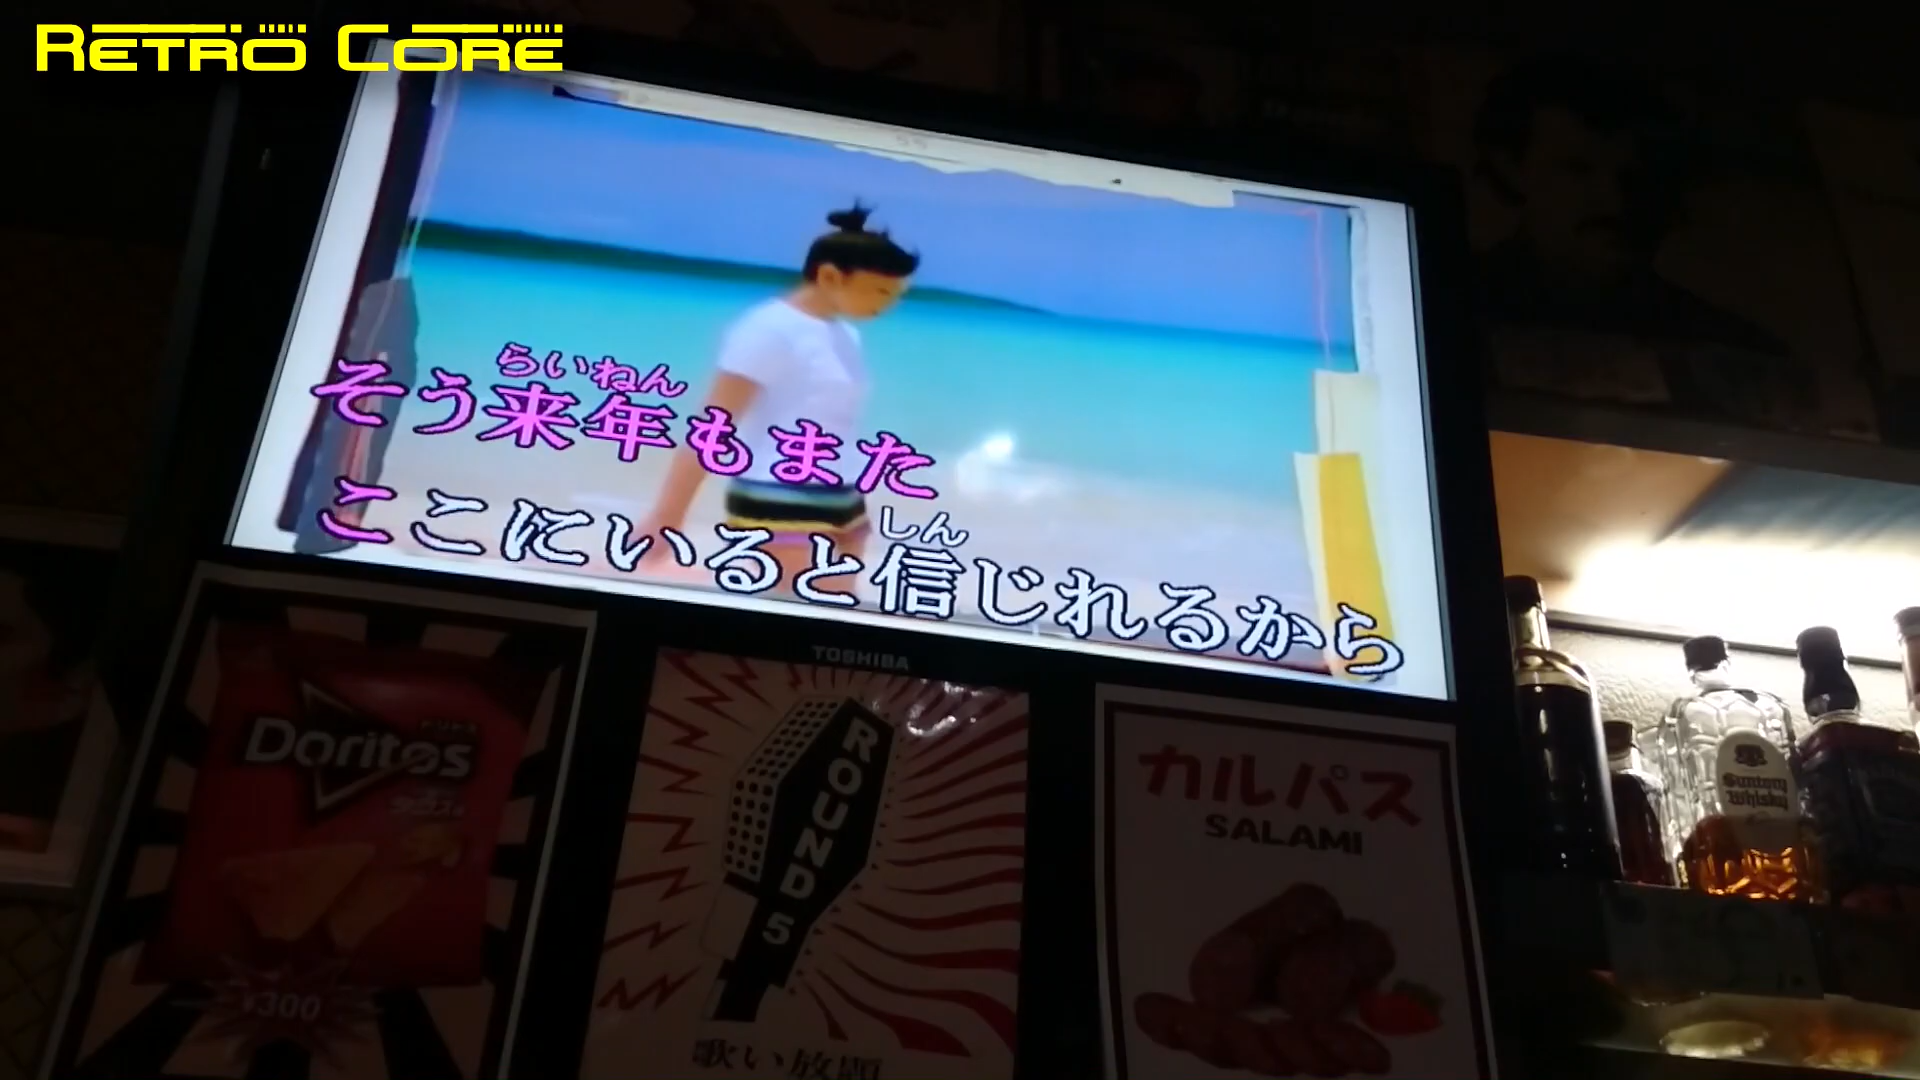 RETRO CORE
らいねん
そう来年もまた
しん
ここにいると信じれるから
TOSHIBA
Doritos
¥300
ROUND5
歌い放題
カルパス
SALAMI
Suntory
Whisky